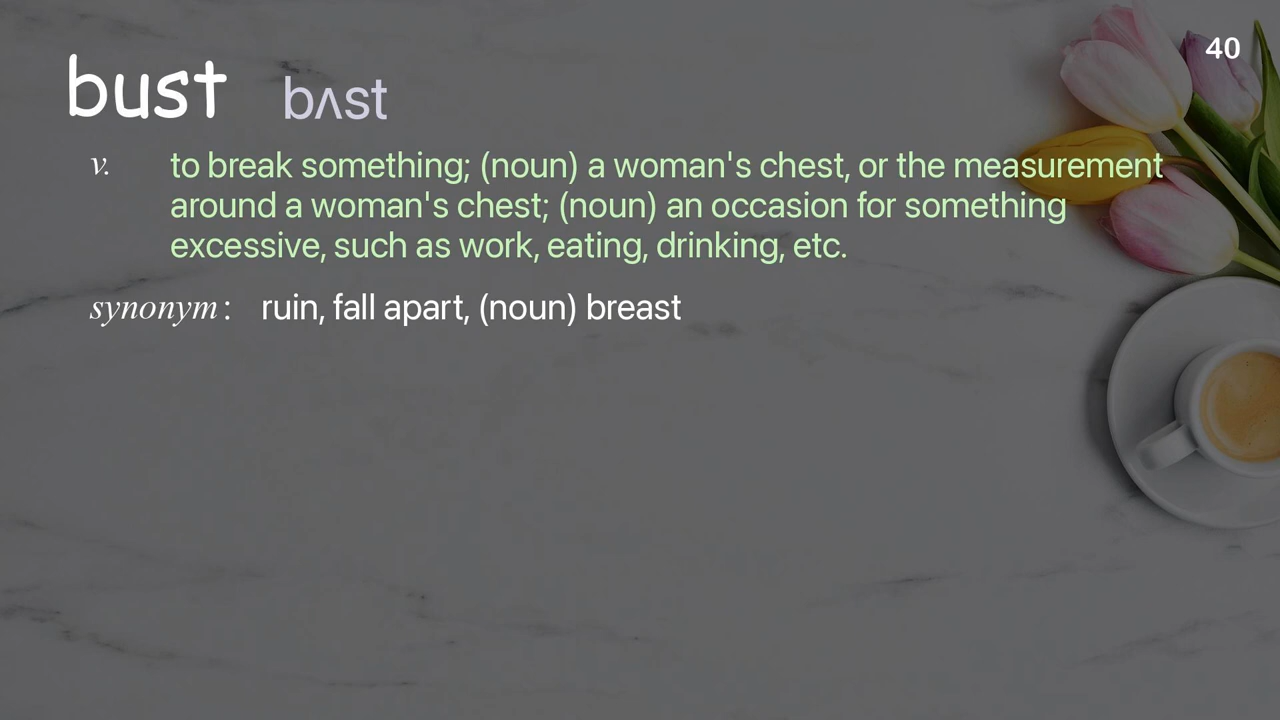 40
bust bʌst
v. to break something; (noun) a woman's chest, or the measurement
around a woman's chest; (noun) an occasion for something
excessive, such as work, eating, drinking, etc.
synonym : ruin, fall apart, (noun) breast